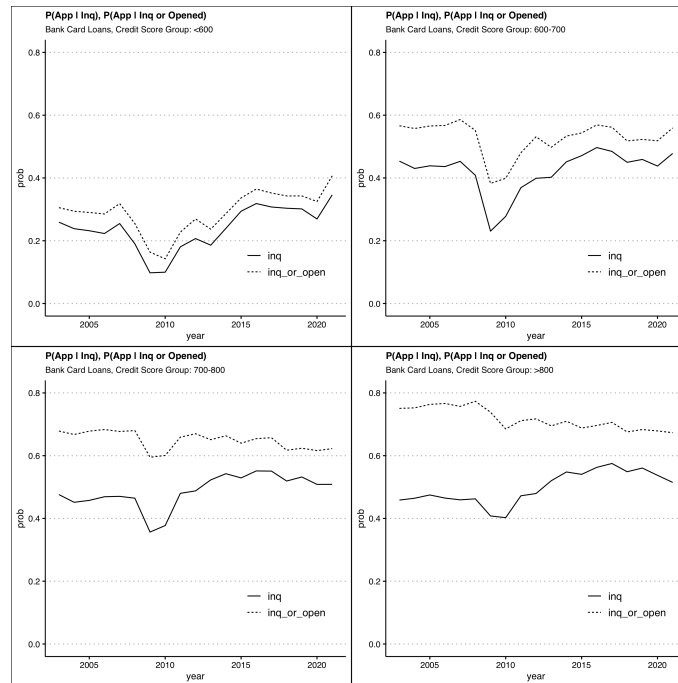 P(App | Inq), P(App | Inq or Opened)
Bank Card Loans, Credit Score Group: <600
0.8
0.6
0.4
0.2
0.0
prob
2005
2010
2015
2020
year
inq
inq_or_open
P(App | Inq), P(App | Inq or Opened)
Bank Card Loans, Credit Score Group: 600-700
0.8
0.6
0.4
0.2
0.0
prob
2005
2010
2015
2020
year
inq
inq_or_open
P(App | Inq), P(App | Inq or Opened)
Bank Card Loans, Credit Score Group: 700-800
0.8
0.6
0.4
0.2
0.0
prob
2005
2010
2015
2020
year
inq
inq_or_open
P(App | Inq), P(App | Inq or Opened)
Bank Card Loans, Credit Score Group: >800
0.8
0.6
0.4
0.2
0.0
prob
2005
2010
2015
2020
year
inq
inq_or_open